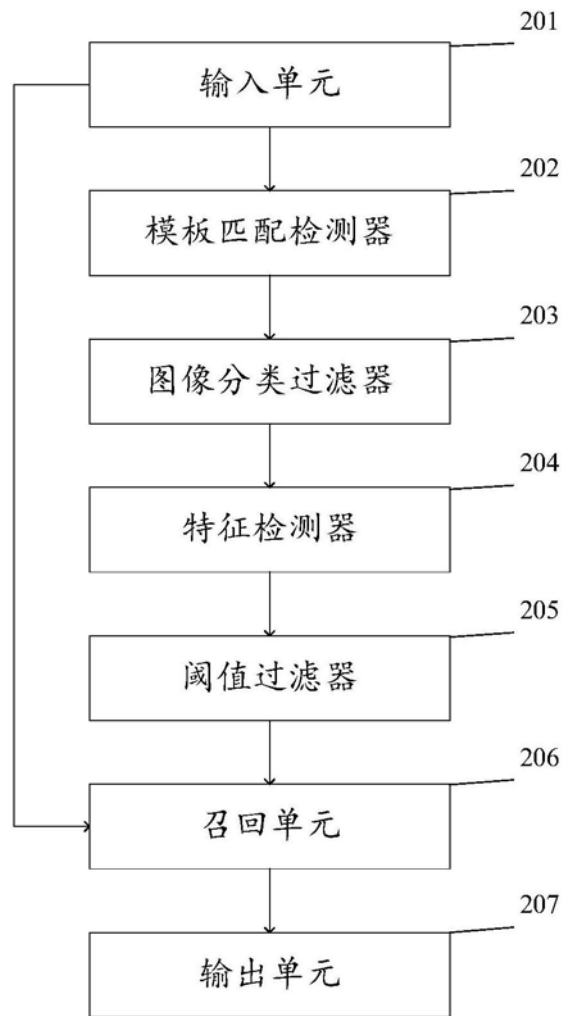 201
输入单元
202
模板匹配检测器
203
图像分类过滤器
204
特征检测器
205
阈值过滤器
206
召回单元
207
输出单元